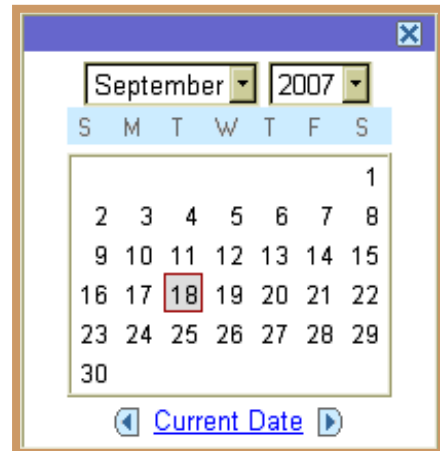 September 2007
S M T W T F S
1
2 3 4 5 6 7 8
9 10 11 12 13 14 15
16 17 18 19 20 21 22
23 24 25 26 27 28 29
30
Current Date